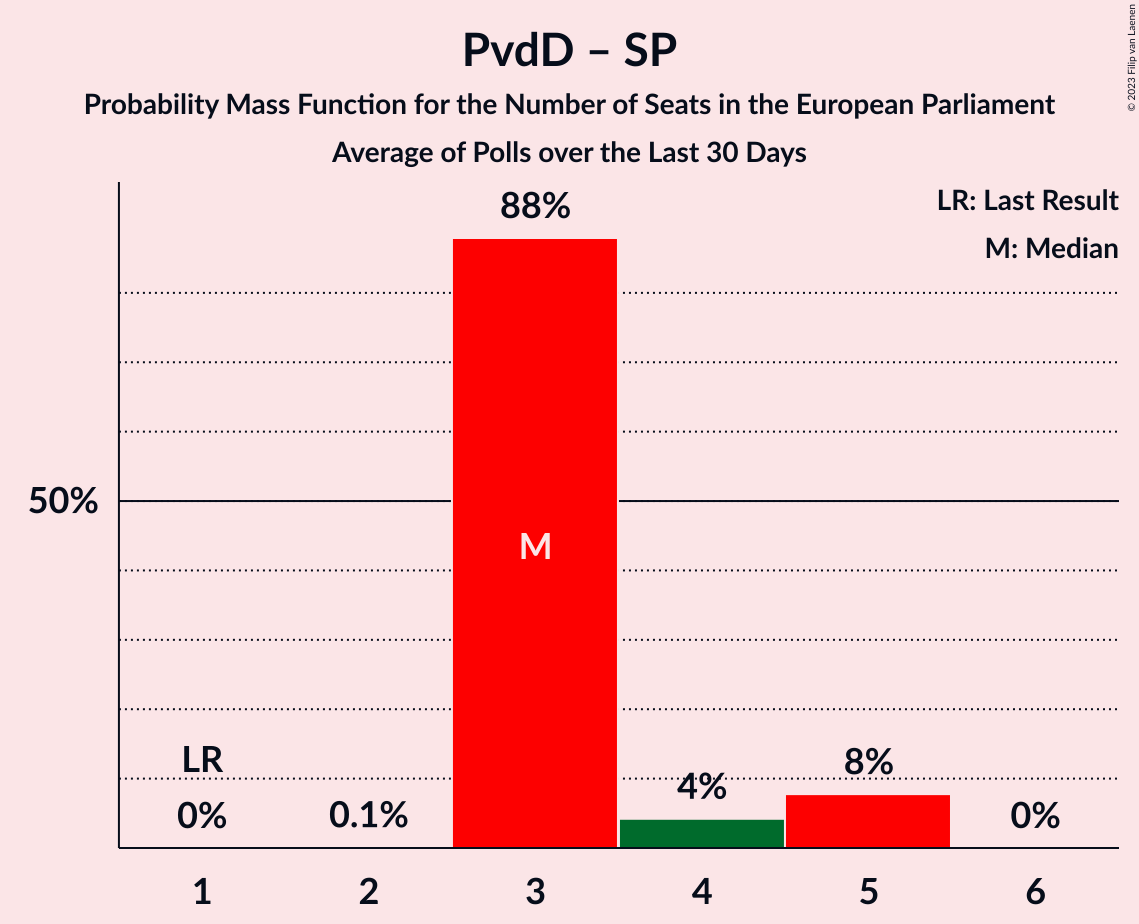 PvdD – SP
Probability Mass Function for the Number of Seats in the European Parliament
Average of Polls over the Last 30 Days
© 2023 Filip van Laenen
LR: Last Result
M: Median
88%
50%
M
LR
0%
0.1%
4%
8%
0%
1 2 3 4 5 6